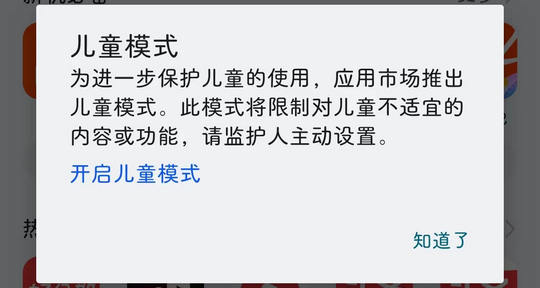 儿童模式
为进一步保护儿童的使用，应用市场推出
儿童模式。此模式将限制对儿童不适宜的
内容或功能，请监护人主动设置。
开启儿童模式
知道了
热